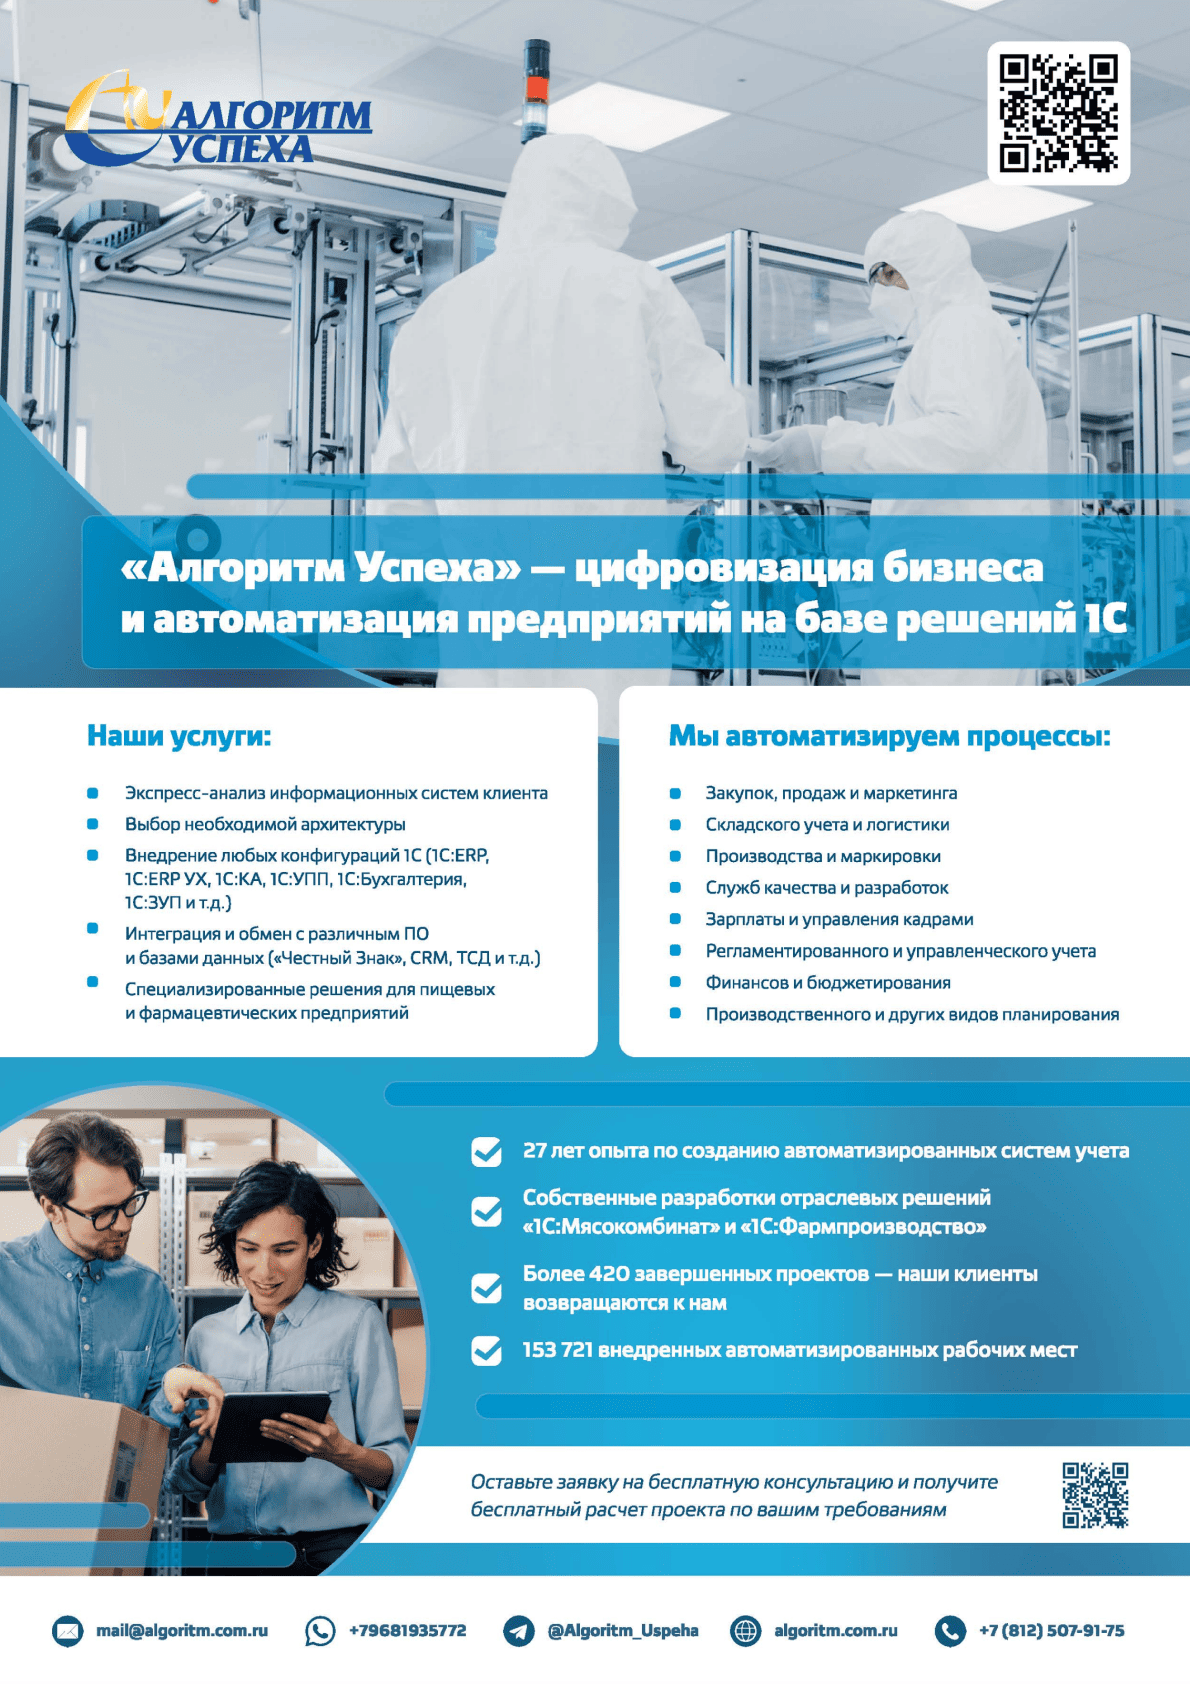 АЛГОРИТМ
УСПЕХА
«Алгоритм Успеха» — цифровизация бизнеса
и автоматизация предприятий на базе решений 1С
Наши услуги:
Экспресс-анализ информационных систем клиента
Выбор необходимой архитектуры
Внедрение любых конфигураций 1С (1С:ERP,
1С:ERP УХ, 1С:КА, 1С:УПП, 1С:Бухгалтерия,
1С:ЗУП и т.д.)
Интеграция и обмен с различным ПО
и базами данных («Честный Знак», CRM, ТСД и т.д.)
Специализированные решения для пищевых
и фармацевтических предприятий
Мы автоматизируем процессы:
Закупок, продаж и маркетинга
Складского учета и логистики
Производства и маркировки
Служб качества и разработок
Зарплаты и управления кадрами
Регламентированного и управленческого учета
Финансов и бюджетирования
Производственного и других видов планирования
27 лет опыта по созданию автоматизированных систем учета
Собственные разработки отраслевых решений
«1С:Мясокомбинат» и «1С:Фармпроизводство»
Более 420 завершенных проектов — наши клиенты
возвращаются к нам
153 721 внедренных автоматизированных рабочих мест
Оставьте заявку на бесплатную консультацию и получите
бесплатный расчет проекта по вашим требованиям
mail@algoritm.com.ru
+79681935772
@Algoritm_Uspeha
algoritm.com.ru
+7 (812) 507-91-75